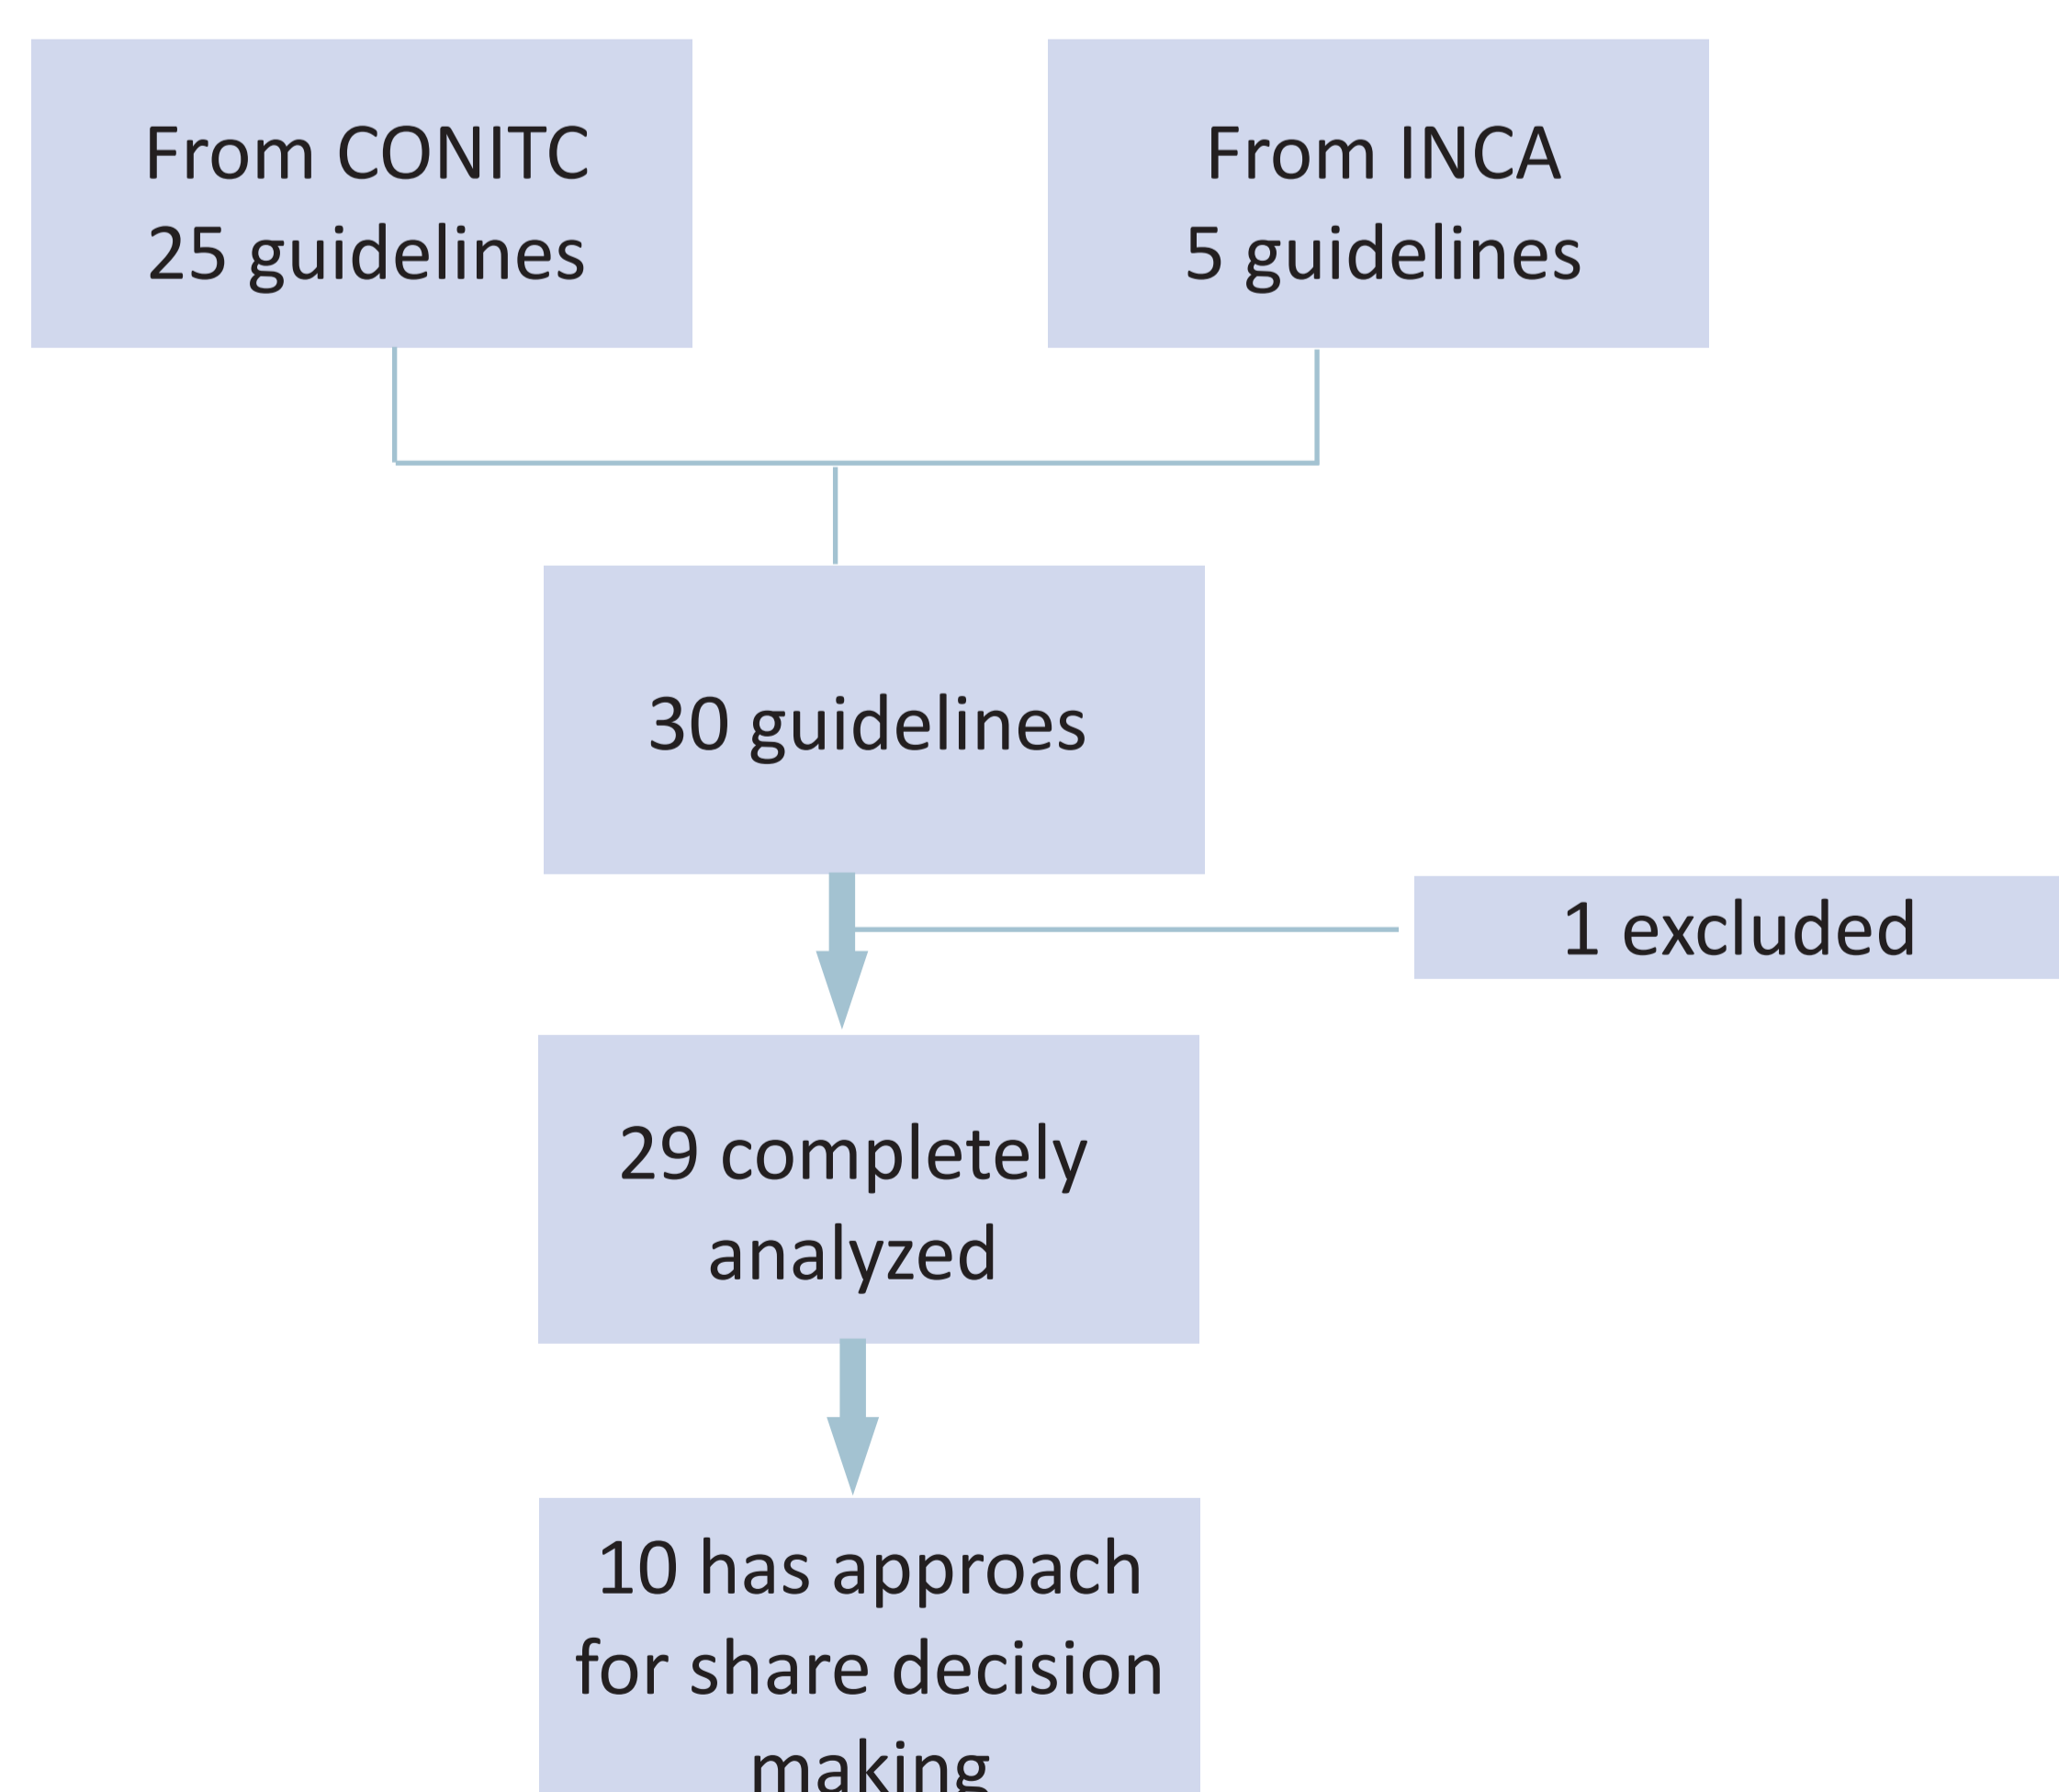 From CONITC
25 guidelines
From INCA
5 guidelines
30 guidelines
1 excluded
29 completely
analyzed
10 has approach
for share decision
making